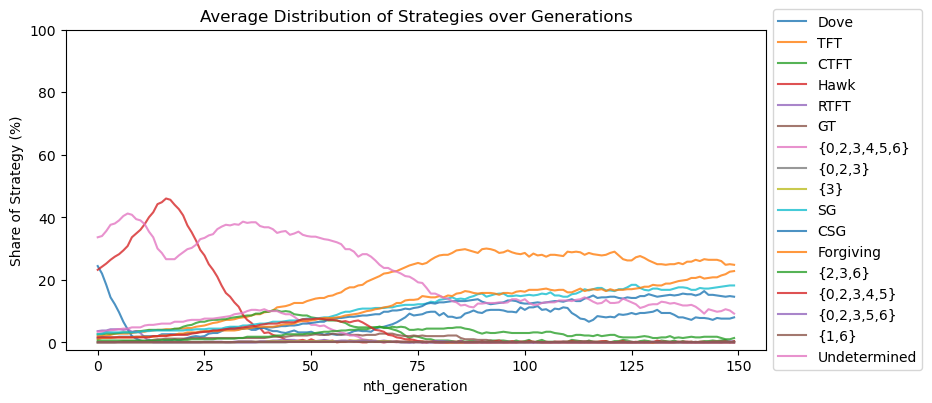 Average Distribution of Strategies over Generations
Share of Strategy (%)
100
80
60
40
20
0
0
25
50
75
100
125
150
nth_generation
Dove
TFT
CTFT
Hawk
RTFT
GT
{0,2,3,4,5,6}
{0,2,3}
{3}
SG
CSG
Forgiving
{2,3,6}
{0,2,3,4,5}
{0,2,3,5,6}
{1,6}
Undetermined